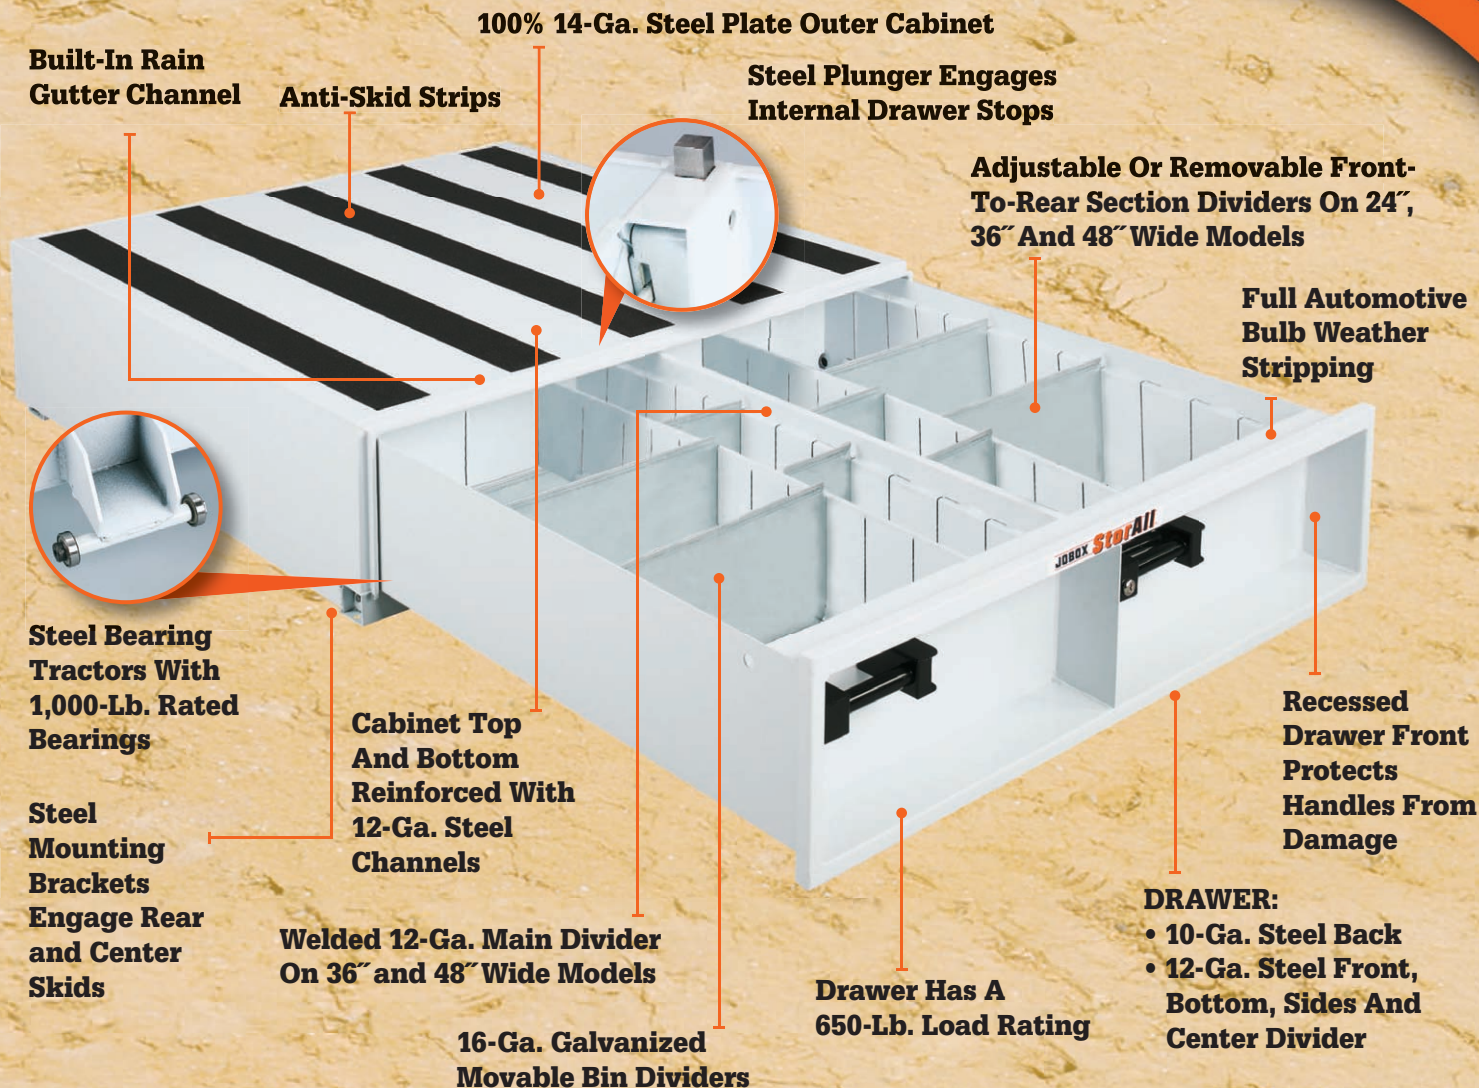 100% 14-Ga. Steel Plate Outer Cabinet
Built-In Rain
Gutter Channel
Anti-Skid Strips
Steel Plunger Engages
Internal Drawer Stops
Adjustable Or Removable Front-
To-Rear Section Dividers On 24˝,
36˝ And 48˝ Wide Models
Full Automotive
Bulb Weather
Stripping
JOBOX StorAll
Steel Bearing
Tractors With
1,000-Lb. Rated
Bearings
Steel
Mounting
Brackets
Engage Rear
and Center
Skids
Cabinet Top
And Bottom
Reinforced With
12-Ga. Steel
Channels
Welded 12-Ga. Main Divider
On 36˝ and 48˝ Wide Models
16-Ga. Galvanized
Movable Bin Dividers
Drawer Has A
650-Lb. Load Rating
Recessed
Drawer Front
Protects
Handles From
Damage
DRAWER:
• 10-Ga. Steel Back
• 12-Ga. Steel Front,
Bottom, Sides And
Center Divider